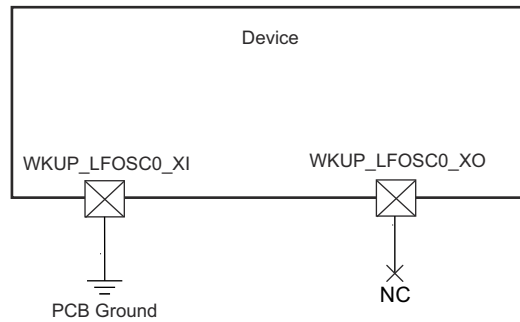 Device
WKUP_LFOSC0_XI
WKUP_LFOSC0_XO
PCB Ground
NC